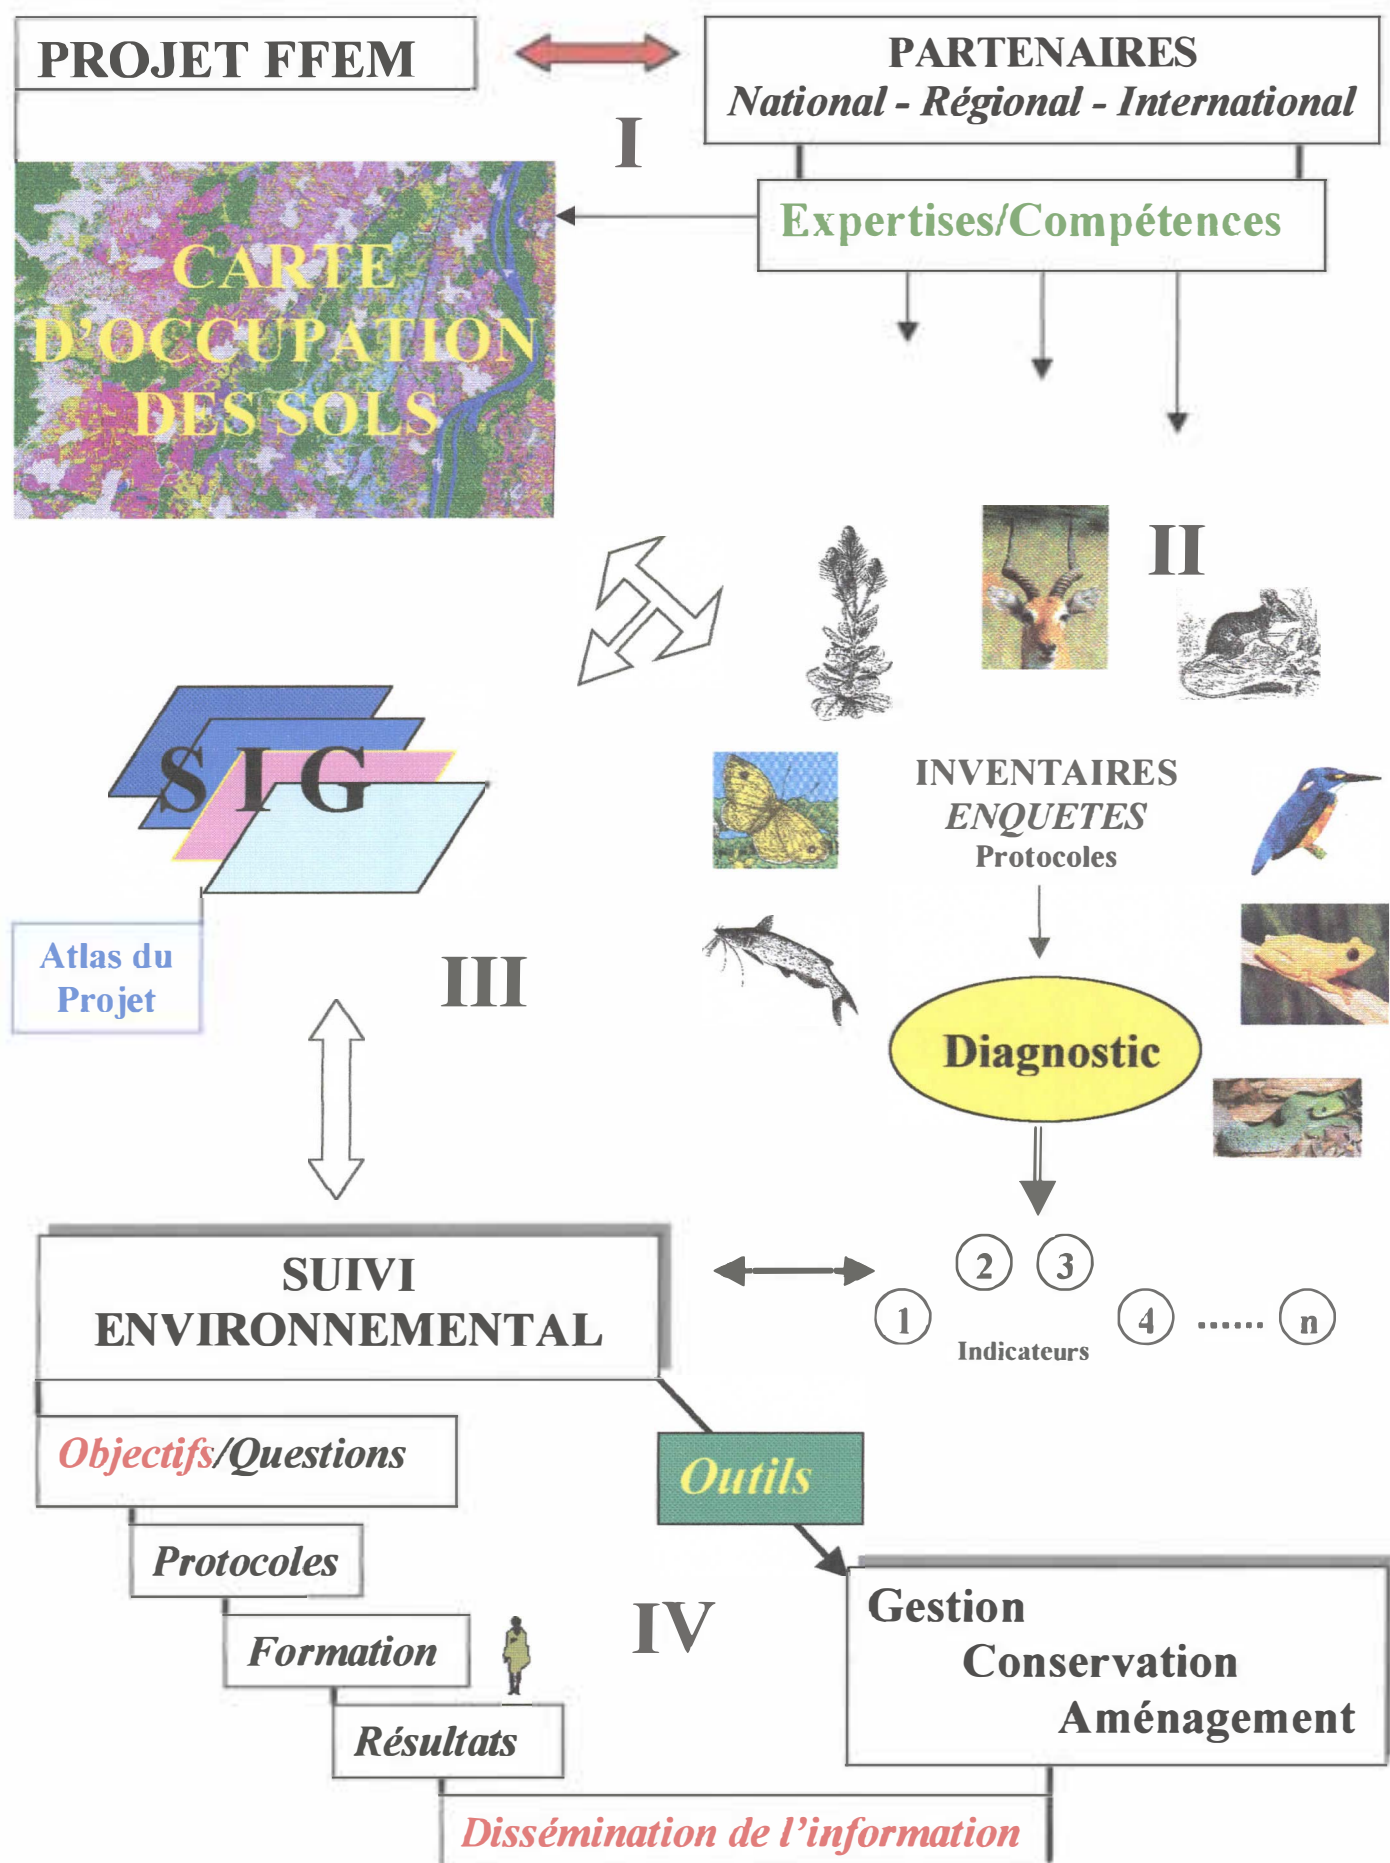 PROJET FFEM
PARTENAIRES
National - Régional - International
I
Expertises/Compétences
CARTE
D'OCCUPATION
DES SOLS
II
S I G
INVENTAIRES
ENQUETES
Protocoles
Atlas du
Projet
III
Diagnostic
SUIVI
ENVIRONNEMENTAL
1
2
3
4 ...... n
Indicateurs
Objectifs/Questions
Outils
Protocoles
Formation
IV
Résultats
Gestion
Conservation
Aménagement
Dissémination de l'information